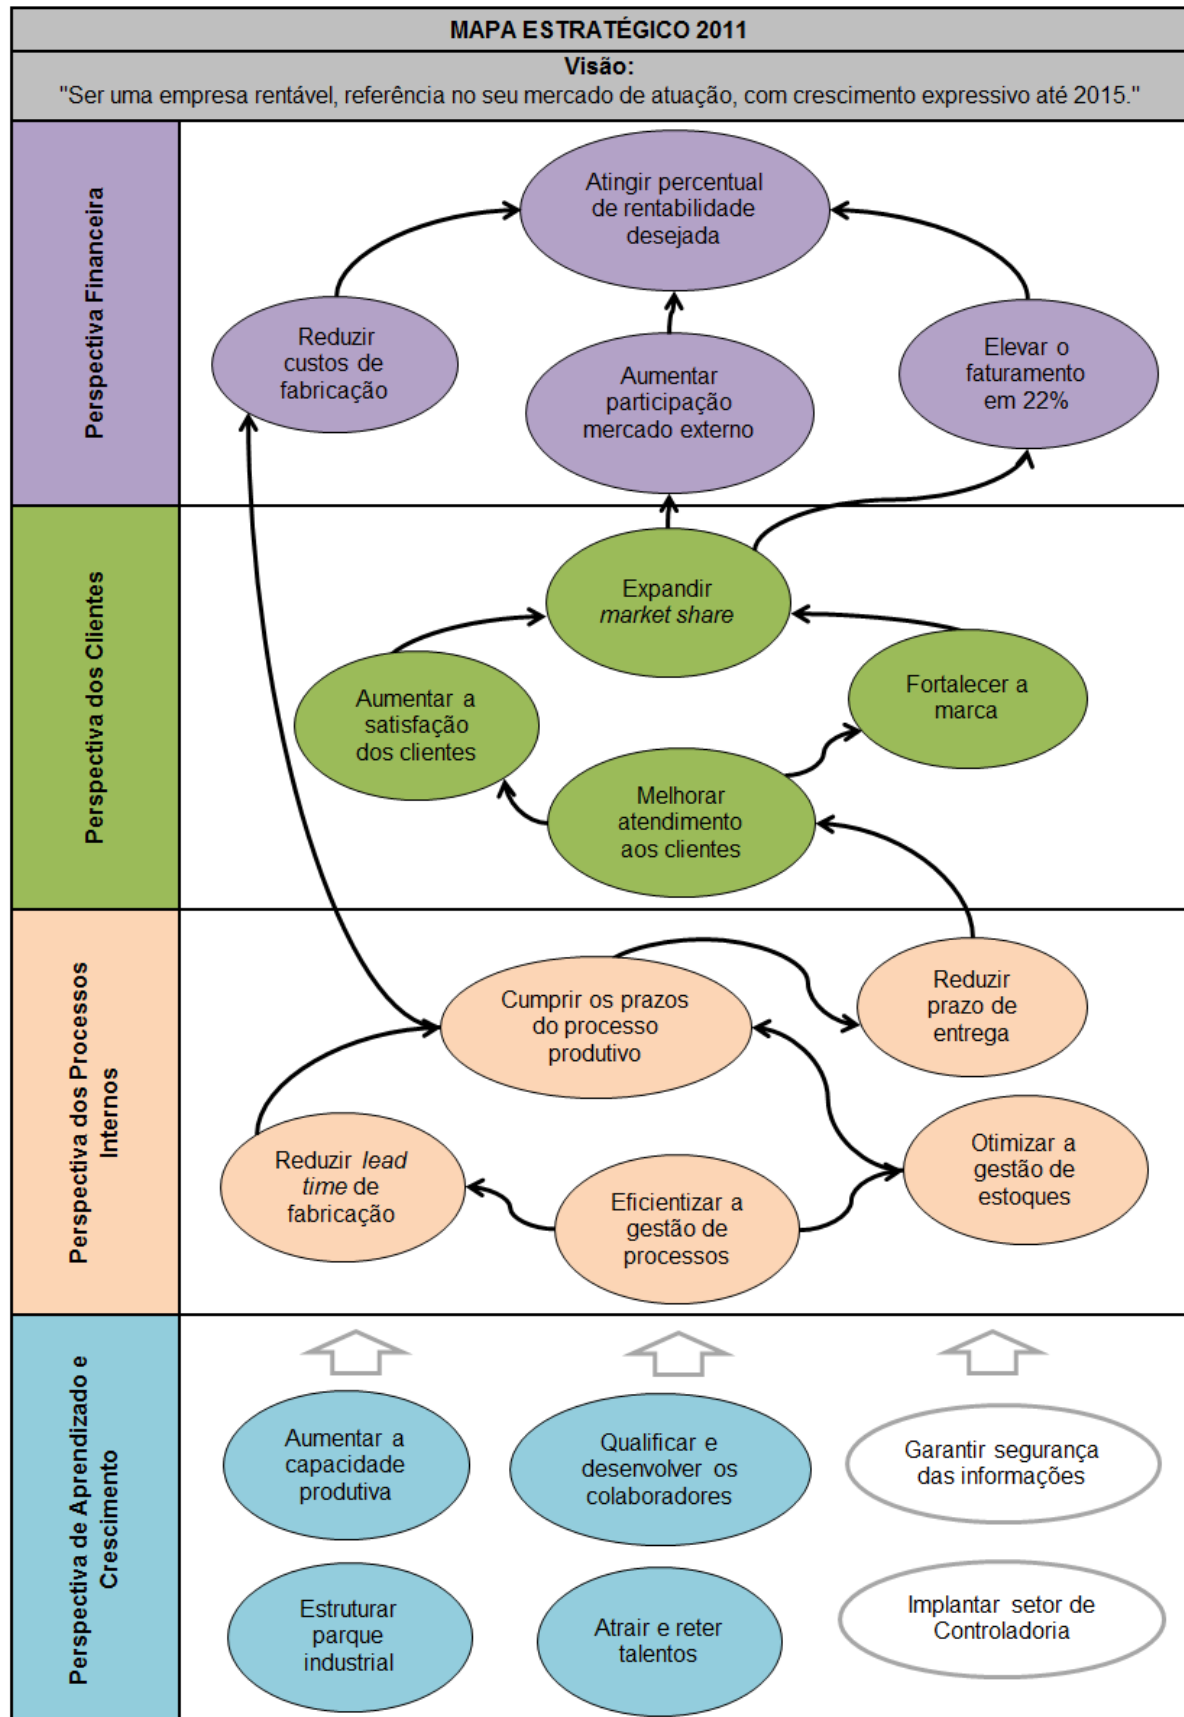 MAPA ESTRATÉGICO 2011
Visão:
"Ser uma empresa rentável, referência no seu mercado de atuação, com crescimento expressivo até 2015."
Perspectiva Financeira
Atingir percentual
de rentabilidade
desejada
Reduzir
custos de
fabricação
Aumentar
participação
mercado externo
Elevar o
faturamento
em 22%
Perspectiva dos Clientes
Expandir
market share
Aumentar a
satisfação
dos clientes
Fortalecer a
marca
Melhorar
atendimento
aos clientes
Perspectiva dos Processos
Internos
Cumprir os prazos
do processo
produtivo
Reduzir
prazo de
entrega
Reduzir lead
time de
fabricação
Eficientizar a
gestão de
processos
Otimizar a
gestão de
estoques
Perspectiva de Aprendizado e
Crescimento
Aumentar a
capacidade
produtiva
Qualificar e
desenvolver os
colaboradores
Garantir segurança
das informações
Estruturar
parque
industrial
Atrair e reter
talentos
Implantar setor de
Controladoria